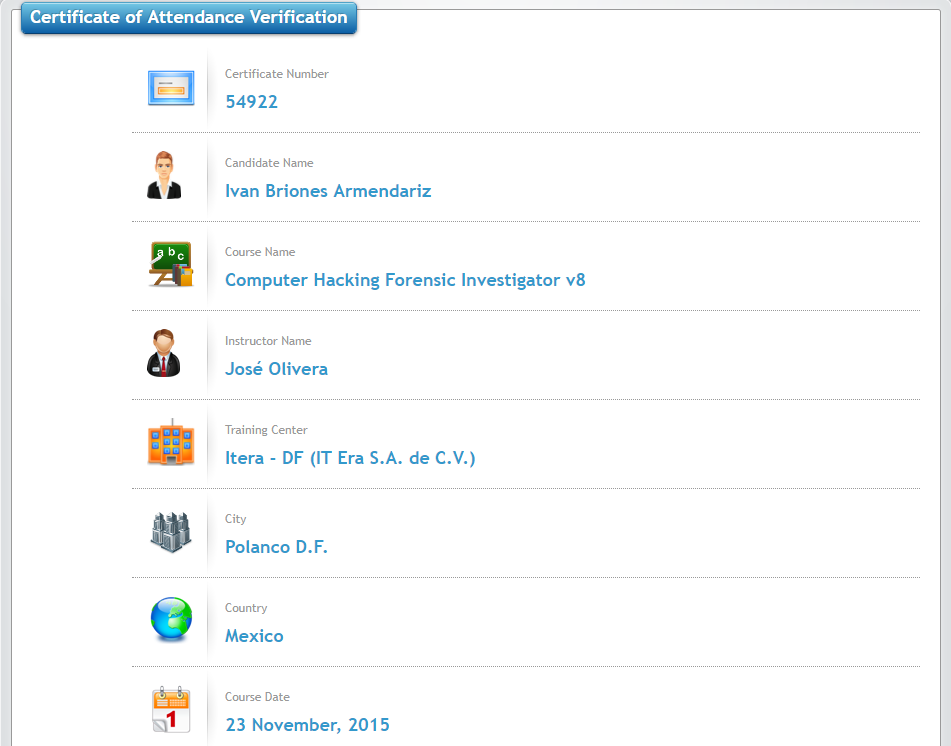 Certificate of Attendance Verification
Certificate Number
54922
Candidate Name
Ivan Briones Armendariz
a b c
Course Name
Computer Hacking Forensic Investigator v8
Instructor Name
José Olivera
Training Center
Itera - DF (IT Era S.A. de C.V.)
City
Polanco D.F.
Country
Mexico
1
Course Date
23 November, 2015